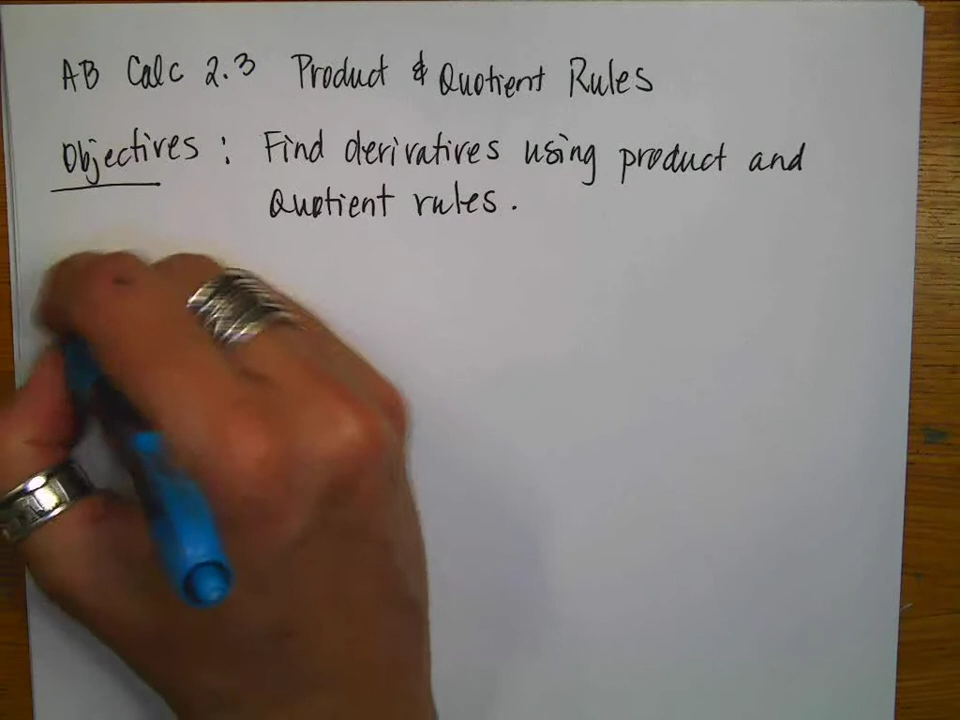 AB Calc 2.3 Product & Quotient Rules
Objectives : Find derivatives using product and
Quotient rules.